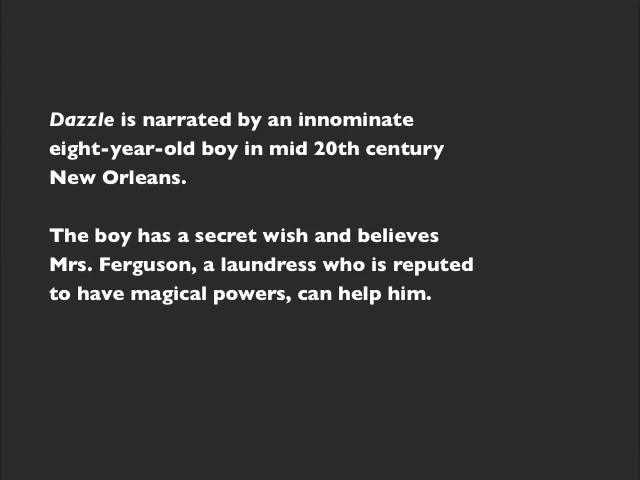 Dazzle is narrated by an innominate
eight-year-old boy in mid 20th century
New Orleans.
The boy has a secret wish and believes
Mrs. Ferguson, a laundress who is reputed
to have magical powers, can help him.